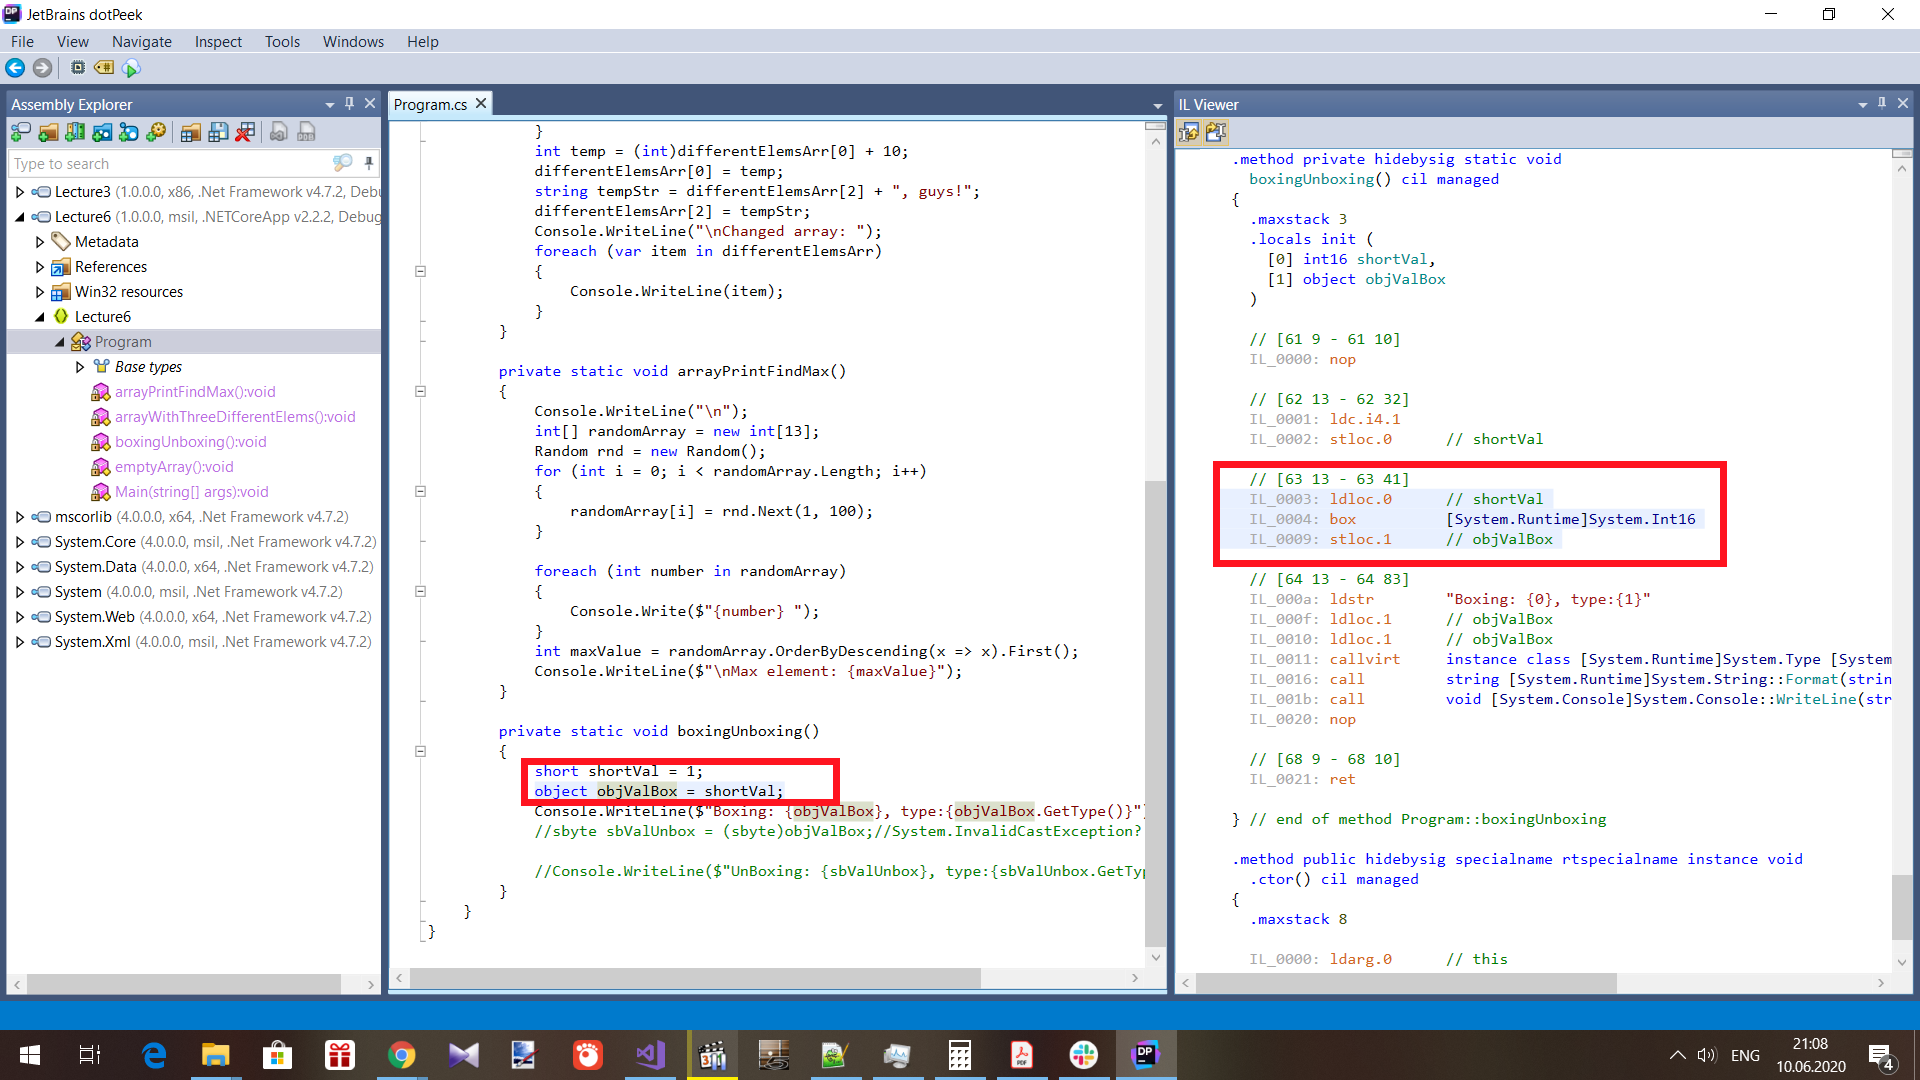 JetBrains dotPeek
File View Navigate Inspect Tools Windows Help
Assembly Explorer
Type to search
Lecture3 (1.0.0.0, x86, .Net Framework v4.7.2, Debu
Lecture6 (1.0.0.0, msil, .NETCoreApp v2.2.2, Debug
Metadata
References
Win32 resources
Lecture6
Program
Base types
arrayPrintFindMax():void
arrayWithThreeDifferentElems():void
boxingUnboxing():void
emptyArray():void
Main(string[] args):void
mscorlib (4.0.0.0, x64, .Net Framework v4.7.2)
System.Core (4.0.0.0, msil, .Net Framework v4.7.2)
System.Data (4.0.0.0, x64, .Net Framework v4.7.2)
System (4.0.0.0, msil, .Net Framework v4.7.2)
System.Web (4.0.0.0, x64, .Net Framework v4.7.2)
System.Xml (4.0.0.0, msil, .Net Framework v4.7.2)
Program.cs
}
int temp = (int)differentElemsArr[0] + 10;
differentElemsArr[0] = temp;
string tempStr = differentElemsArr[2] + ", guys!";
differentElemsArr[2] = tempStr;
Console.WriteLine("\nChanged array: ");
foreach (var item in differentElemsArr)
{
Console.WriteLine(item);
}
}
private static void arrayPrintFindMax()
{
Console.WriteLine("\n");
int[] randomArray = new int[13];
Random rnd = new Random();
for (int i = 0; i < randomArray.Length; i++)
{
randomArray[i] = rnd.Next(1, 100);
}
foreach (int number in randomArray)
{
Console.Write($"{number} ");
}
int maxValue = randomArray.OrderByDescending(x => x).First();
Console.WriteLine($"\nMax element: {maxValue}");
}
private static void boxingUnboxing()
{
short shortVal = 1;
object objValBox = shortVal;
Console.WriteLine($"Boxing: {objValBox}, type:{objValBox.GetType()}")
//sbyte sbValUnbox = (sbyte)objValBox;//System.InvalidCastException?
//Console.WriteLine($"UnBoxing: {sbValUnbox}, type:{sbValUnbox.GetTyp
}
}
}
IL Viewer
.method private hidebysig static void
boxingUnboxing() cil managed
{
.maxstack 3
.locals init (
[0] int16 shortVal,
[1] object objValBox
)
// [61 9 - 61 10]
IL_0000: nop
// [62 13 - 62 32]
IL_0001: ldc.i4.1
IL_0002: stloc.0 // shortVal
// [63 13 - 63 41]
IL_0003: ldloc.0 // shortVal
IL_0004: box [System.Runtime]System.Int16
IL_0009: stloc.1 // objValBox
// [64 13 - 64 83]
IL_000a: ldstr "Boxing: {0}, type:{1}"
IL_000f: ldloc.1 // objValBox
IL_0010: ldloc.1 // objValBox
IL_0011: callvirt instance class [System.Runtime]System.Type [System
IL_0016: call string [System.Runtime]System.String::Format(strin
IL_001b: call void [System.Console]System.Console::WriteLine(str
IL_0020: nop
// [68 9 - 68 10]
IL_0021: ret
} // end of method Program::boxingUnboxing
.method public hidebysig specialname rtspecialname instance void
.ctor() cil managed
{
.maxstack 8
IL_0000: ldarg.0 // this
ENG
21:08
10.06.2020
4